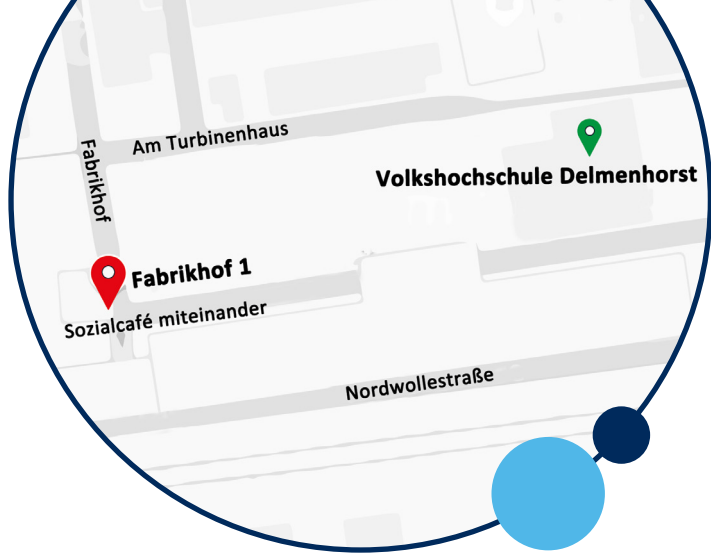 Am Turbinenhaus
Fabrikhof
Volkshochschule Delmenhorst
Fabrikhof 1
Sozialcafé miteinander
Nordwollestraße